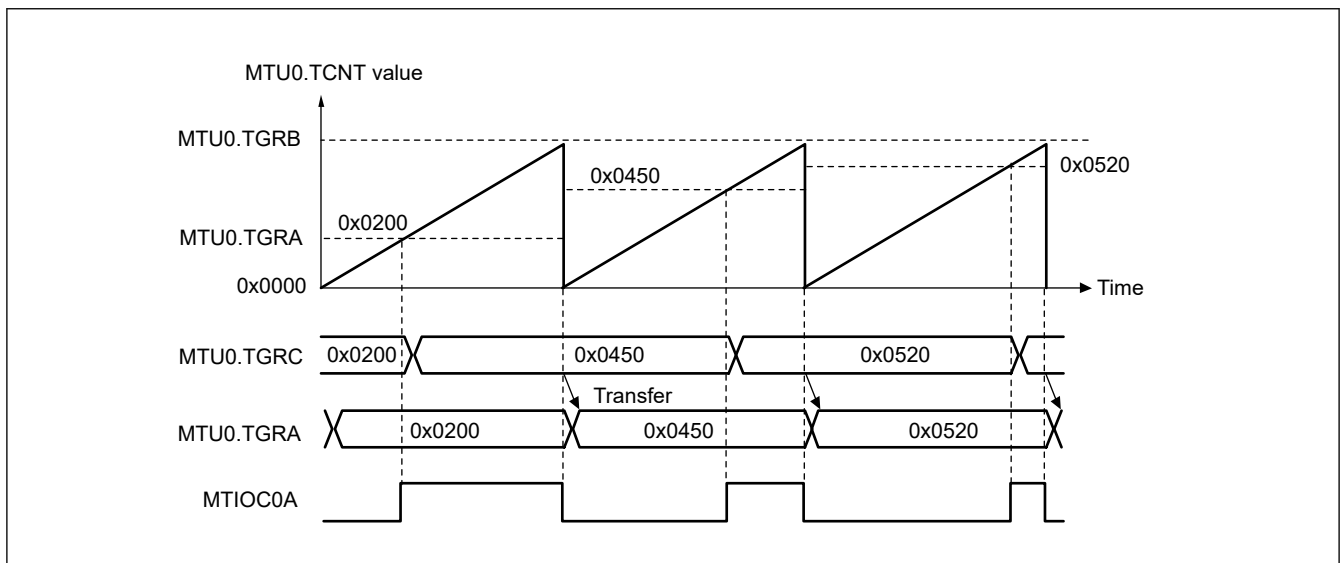 MTU0.TCNT value
MTU0.TGRB
0x0520
0x0450
0x0200
MTU0.TGRA
0x0000
Time
MTU0.TGRC
0x0200
0x0450
0x0520
Transfer
MTU0.TGRA
0x0200
0x0450
0x0520
MTIOC0A